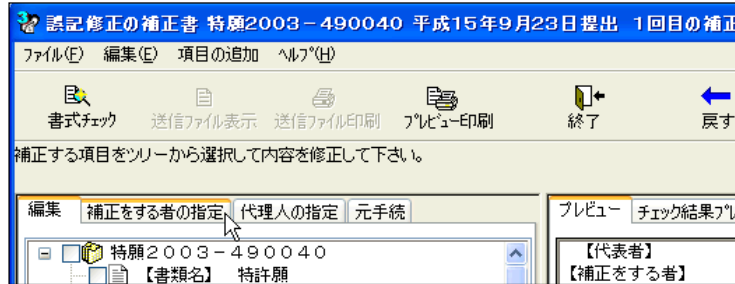 誤記修正の補正書 特願2003-490040 平成15年9月23日提出 1回目の補正
ファイル(F) 編集(E) 項目の追加 ヘルプ(H)
書式チェック 送信ファイル表示 送信ファイル印刷 プレビュー印刷 終了 戻す
補正する項目をツリーから選択して内容を修正して下さい。
編集 補正をする者の指定 代理人の指定 元手続 プレビュー チェック結果プレ
特願2003-490040 【代表者】
【書類名】 特許願 【補正をする者】